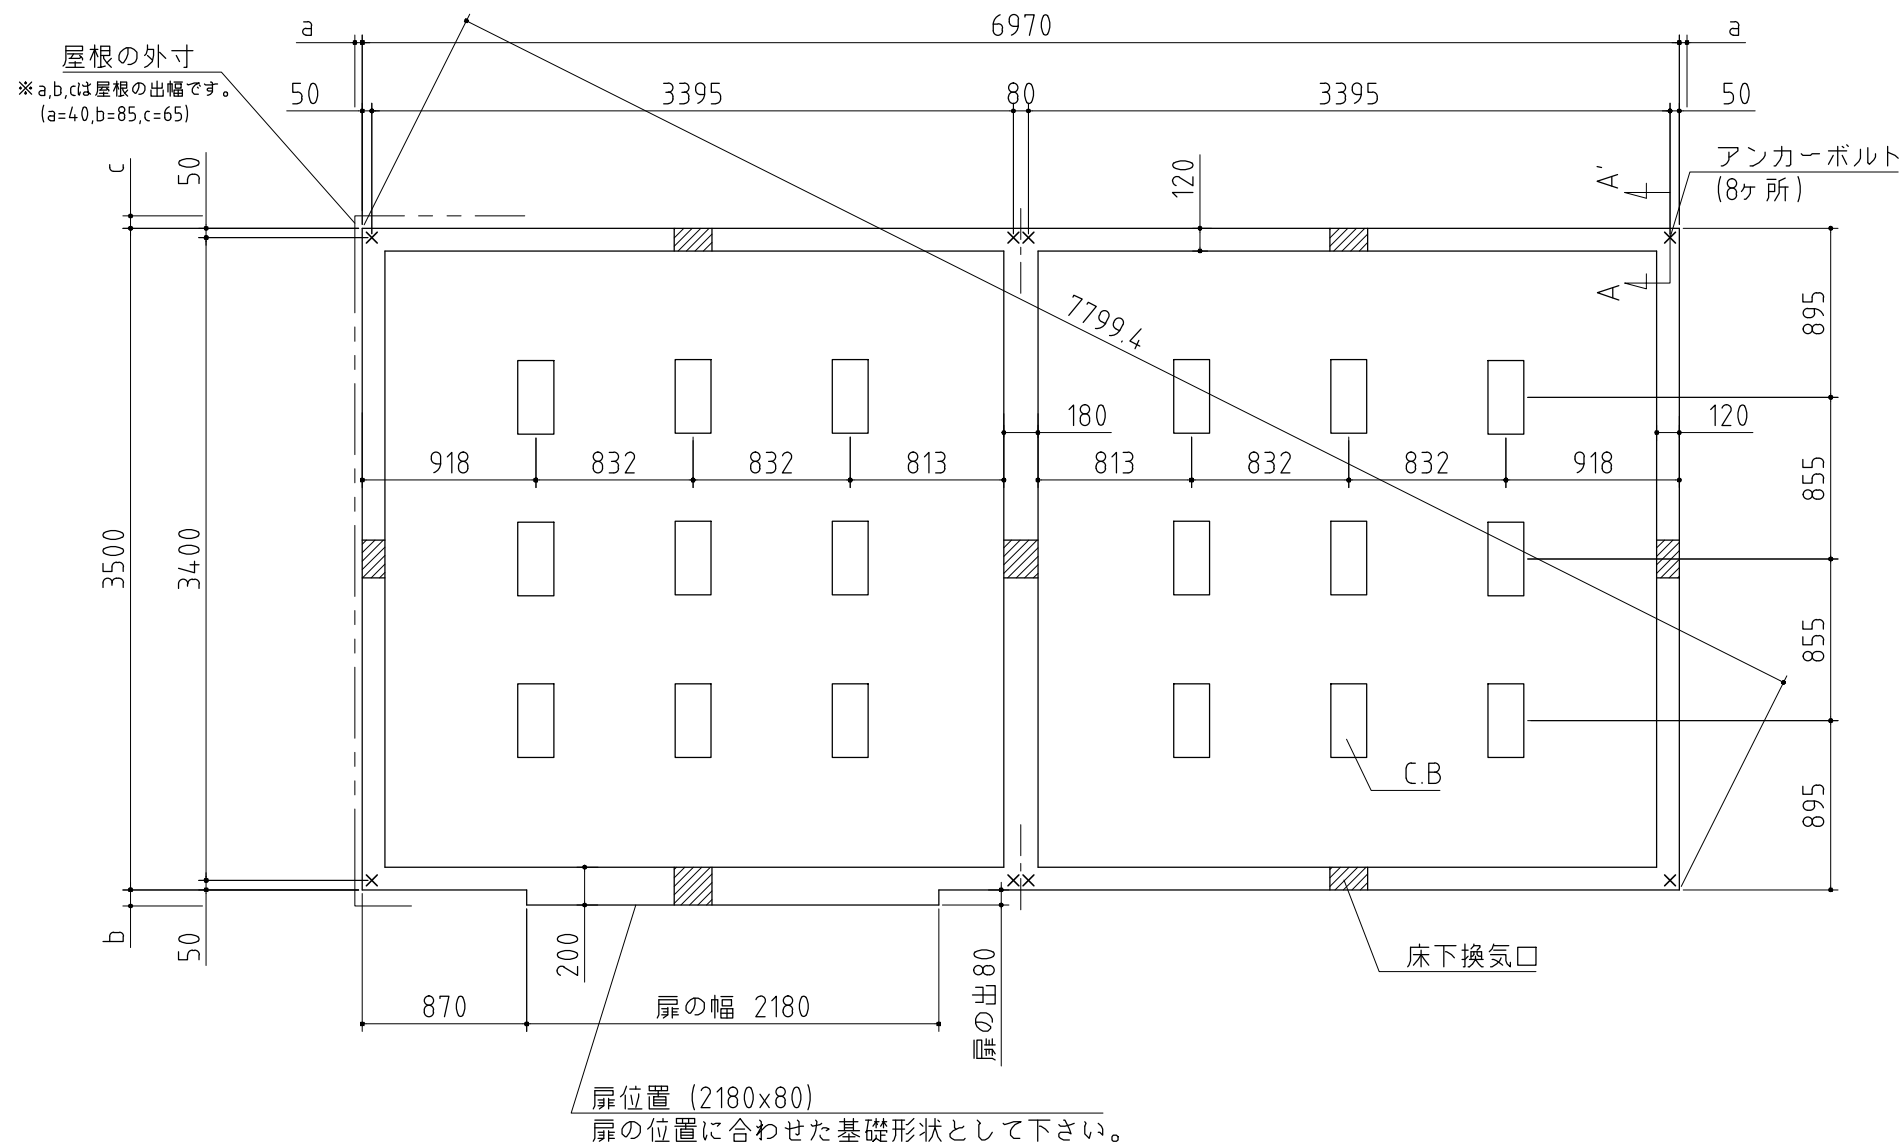 a
6970
a
屋根の外寸
※a,b,cは屋根の出幅です。
(a=40,b=85,c=65)
50
3395
80
3395
50
c
50
120
A'
アンカーボルト
(8ヶ所)
A
895
7799.4
180
120
918
832
832
813
813
832
832
918
855
3500
3400
855
C.B
895
b
50
200
扉の出80
床下換気口
870
扉の幅 2180
扉位置 (2180x80)
扉の位置に合わせた基礎形状として下さい。